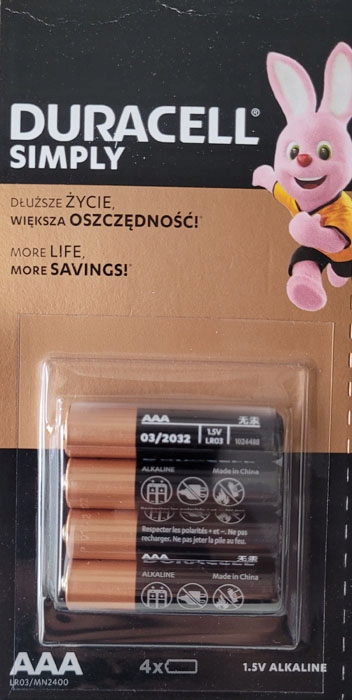 DURACELL®
SIMPLY
DŁUŻSZE ŻYCIE,
WIĘKSZA OSZCZĘDNOŚĆ!*
MORE LIFE,
MORE SAVINGS!*
AAA 无汞
03/2032 1.5V LR03 1024488
ALKALINE Made in China
Respecter les polarités + et –. Ne pas
recharger. Ne pas jeter la pile au feu.
AAA 无汞
ALKALINE Made in China
AAA
LR03/MN2400
4x
1.5V ALKALINE